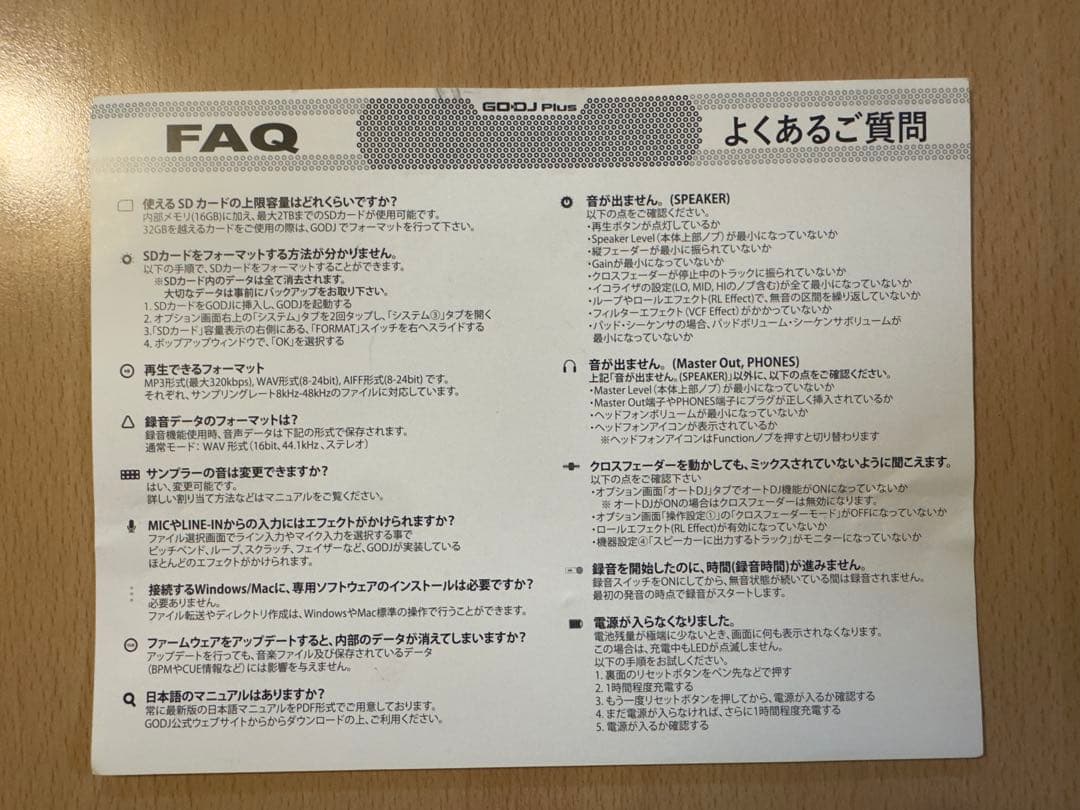 GO-DJ Plus
FAQ
よくあるご質問
使える SD カードの上限容量はどれくらいですか?
内部メモリ(16GB)に加え、最大2TBまでのSDカードが使用可能です。
32GBを越えるカードをご使用の際は、GODJ でフォーマットを行って下さい。
SDカードをフォーマットする方法が分かりません。
以下の手順で、SDカードをフォーマットすることができます。
※SDカード内のデータは全て消去されます。
大切なデータは事前にバックアップをお取り下さい。
1. SDカードをGODJに挿入し、GODJを起動する
2. オプション画面右上の「システム」タブを2回タップし、「システム③」タブを開く
3.「SDカード」容量表示の右側にある、「FORMAT」スイッチを右へスライドする
4. ポップアップウィンドウで、「OK」を選択する
再生できるフォーマット
MP3形式(最大320kbps), WAV形式(8-24bit), AIFF形式(8-24bit) です。
それぞれ、サンプリングレート8kHz-48kHzのファイルに対応しています。
録音データのフォーマットは?
録音機能使用時、音声データは下記の形式で保存されます。
通常モード: WAV 形式(16bit、44.1kHz、ステレオ)
サンプラーの音は変更できますか?
はい、変更可能です。
詳しい割り当て方法などはマニュアルをご覧ください。
MICやLINE-INからの入力にはエフェクトがかけられますか?
ファイル選択画面でライン入力やマイク入力を選択する事で
ピッチベンド、ループ、スクラッチ、フェイザーなど、GODJが実装している
ほとんどのエフェクトがかけられます。
接続するWindows/Macに、専用ソフトウェアのインストールは必要ですか?
必要ありません。
ファイル転送やディレクトリ作成は、WindowsやMac標準の操作で行うことができます。
ファームウェアをアップデートすると、内部のデータが消えてしまいますか?
アップデートを行っても、音楽ファイル及び保存されているデータ
(BPMやCUE情報など)には影響を与えません。
日本語のマニュアルはありますか?
常に最新版の日本語マニュアルをPDF形式でご用意しております。
GODJ公式ウェブサイトからからダウンロードの上、ご利用ください。
音が出ません。(SPEAKER)
以下の点をご確認ください。
・再生ボタンが点灯しているか
・Speaker Level(本体上部ノブ)が最小になっていないか
・縦フェーダーが最小に振られていないか
・Gainが最小になっていないか
・クロスフェーダーが停止中のトラックに振られていないか
・イコライザの設定(LO, MID, HIのノブ含む)が全て最小になっていないか
・ループやロールエフェクト(RL Effect)で、無音の区間を繰り返していないか
・フィルターエフェクト(VCF Effect)がかかっていないか
・パッド・シーケンサの場合、パッドボリューム・シーケンサボリュームが
最小になっていないか
音が出ません。(Master Out, PHONES)
上記「音が出ません。(SPEAKER)」以外に、以下の点をご確認ください。
・Master Level(本体上部ノブ)が最小になっていないか
・Master Out端子やPHONES端子にプラグが正しく挿入されているか
・ヘッドフォンボリュームが最小になっていないか
・ヘッドフォンアイコンが表示されているか
※ヘッドフォンアイコンはFunctionノブを押すと切り替わります
クロスフェーダーを動かしても、ミックスされていないように聞こえます。
以下の点をご確認下さい
・オプション画面「オートDJ」タブでオートDJ機能がONになっていないか
※ オートDJがONの場合はクロスフェーダーは無効になります。
・オプション画面「操作設定①」の「クロスフェーダーモード」がOFFになっていないか
・ロールエフェクト(RL Effect)が有効になっていないか
・機器設定④「スピーカーに出力するトラック」がモニターになっていないか
録音を開始したのに、時間(録音時間)が進みません。
録音スイッチをONにしてから、無音状態が続いている間は録音されません。
最初の発音の時点で録音がスタートします。
電源が入らなくなりました。
電池残量が極端に少ないとき、画面に何も表示されなくなります。
この場合は、充電中もLEDが点滅しません。
以下の手順をお試しください。
1. 裏面のリセットボタンをペン先などで押す
2. 1時間程度充電する
3. もう一度リセットボタンを押してから、電源が入るか確認する
4. まだ電源が入らなければ、さらに1時間程度充電する
5. 電源が入るか確認する